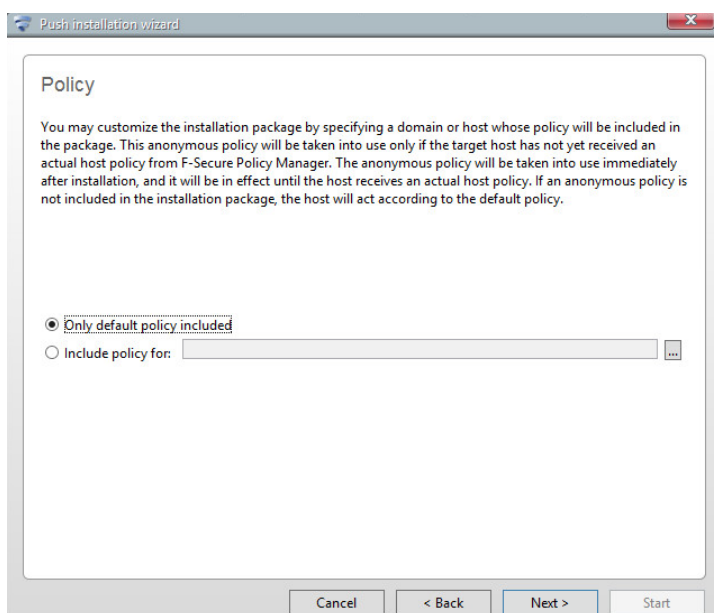 Push installation wizard
X
Policy
You may customize the installation package by specifying a domain or host whose policy will be included in
the package. This anonymous policy will be taken into use only if the target host has not yet received an
actual host policy from F-Secure Policy Manager. The anonymous policy will be taken into use immediately
after installation, and it will be in effect until the host receives an actual host policy. If an anonymous policy is
not included in the installation package, the host will act according to the default policy.
Only default policy included
Include policy for:
...
Cancel
< Back
Next >
Start